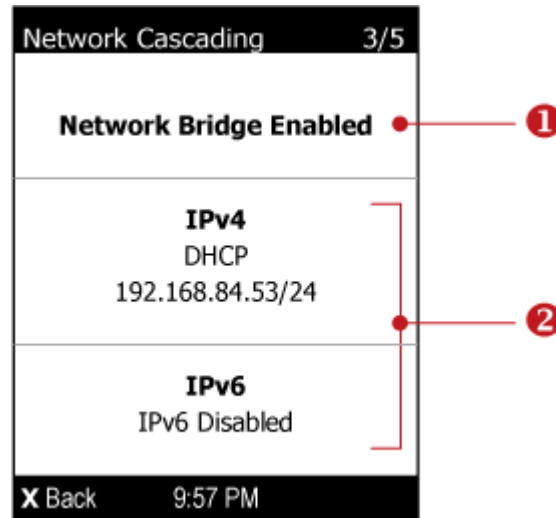 Network Cascading 3/5
Network Bridge Enabled
1
IPv4
DHCP
192.168.84.53/24
2
IPv6
IPv6 Disabled
X Back 9:57 PM